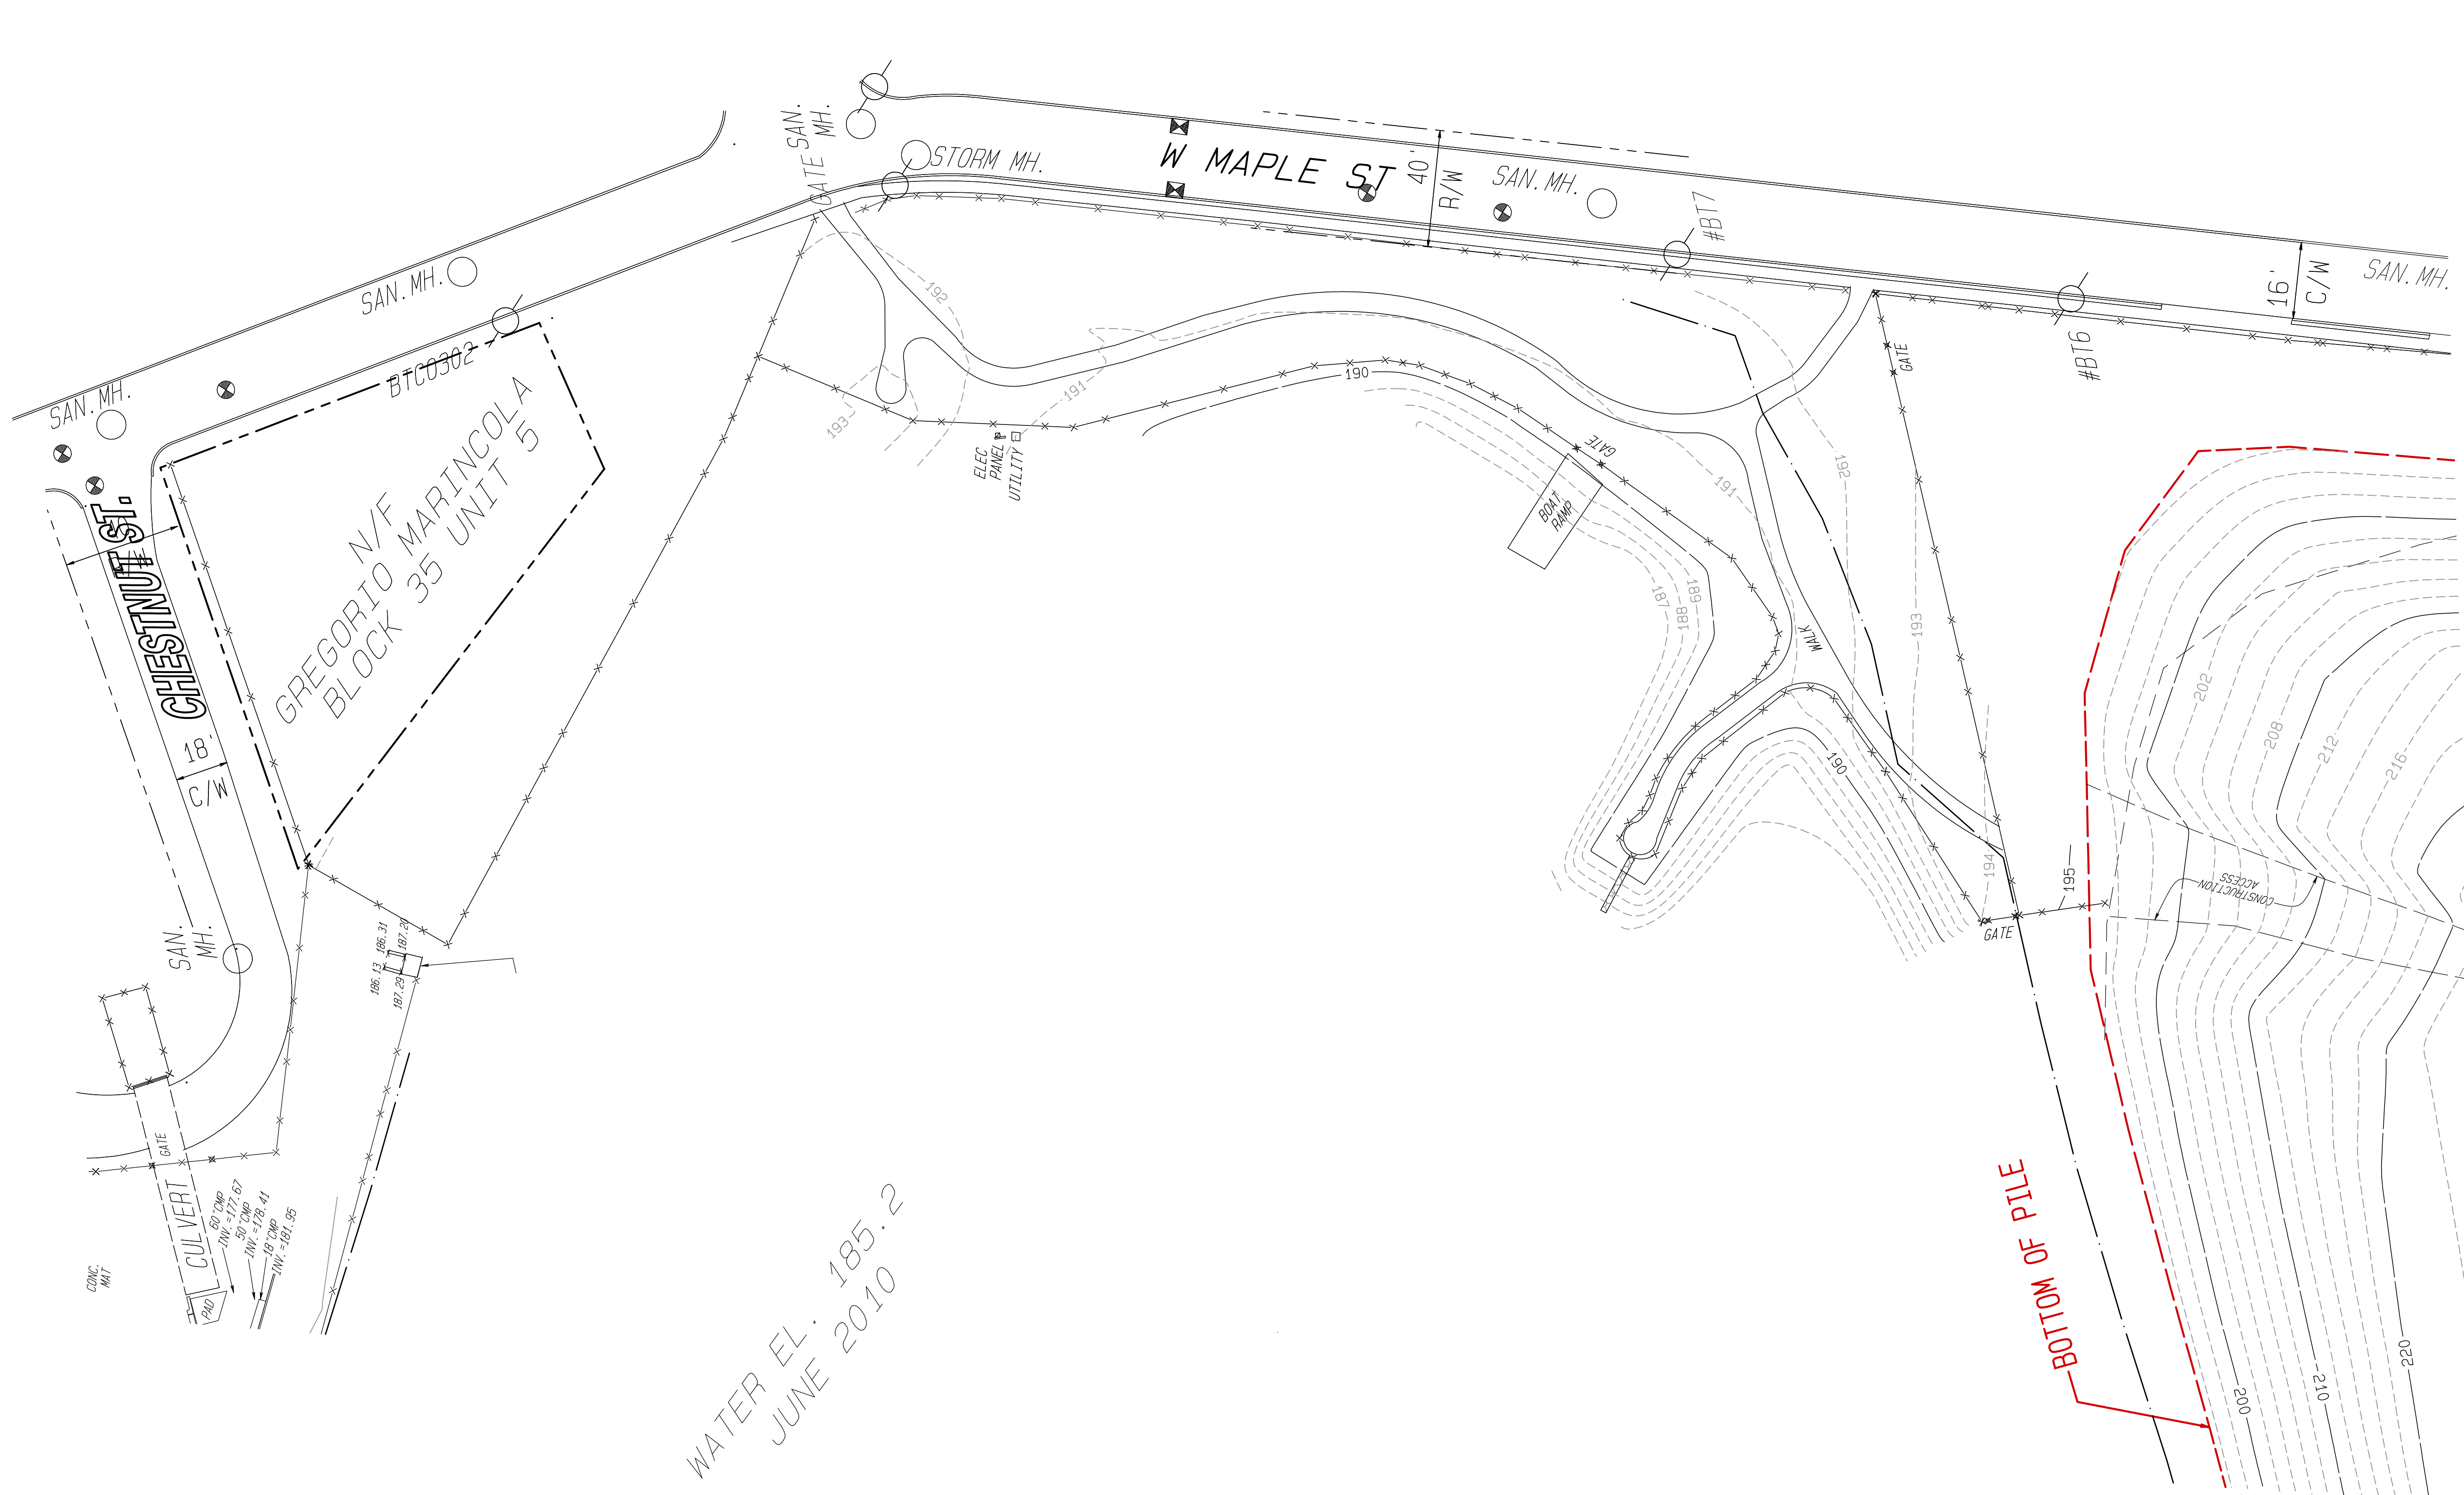 GATE
SAN.
MH.
STORM MH.
W MAPLE ST
40'
R/W
SAN. MH.
#BT7
16'
C/W
SAN. MH.
#BT6
GATE
SAN. MH.
SAN. MH.
BTC0302
N/F
GREGORIO MARINCOLA
BLOCK 35 UNIT 5
CHESTNUT ST.
18'
C/W
SAN.
MH.
192
191
193
190
ELEC
PANEL
UTILITY
GATE
BOAT
RAMP
187
188
189
191
192
193
WALK
190
194
195
GATE
CONSTRUCTION
ACCESS
202
208
212
216
186.31
187.20
186.13
187.29
GATE
CULVERT
60"CMP
INV.=177.67
50"CMP
INV.=178.41
18"CMP
INV.=181.95
PAD
CONC.
MAT
WATER EL. 185.2
JUNE 2010
BOTTOM OF PILE
200
210
220